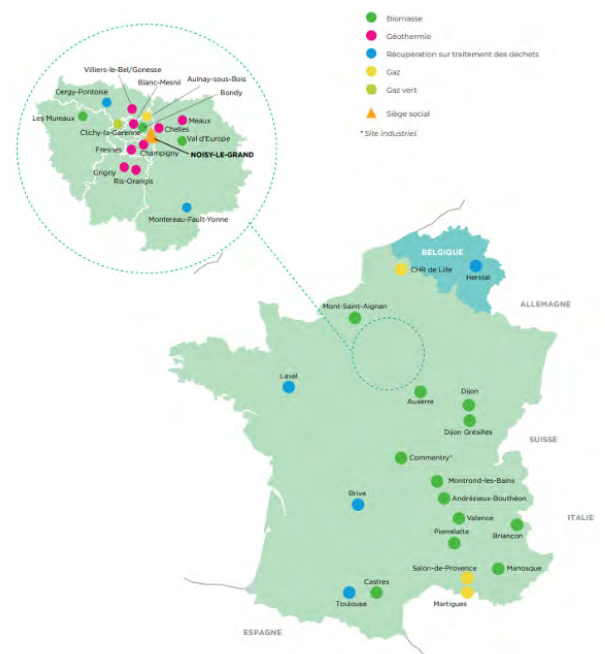 Biomasse
Géothermie
Récupération sur traitement des déchets
Gaz
Gaz vert
Siège social
* Site industriel.
Villiers-le-Bel/Gonesse
Blanc-Mesnil
Aulnay-sous-Bois
Cergy-Pontoise
Bondy
Les Mureaux
Meaux
Clichy-la-Garenne
Chelles
Val d'Europe
Fresnes
Champigny
NOISY-LE-GRAND
Grigny
Ris-Orangis
Montereau-Fault-Yonne
BELGIQUE
CHR de Lille
Herstal
ALLEMAGNE
Mont-Saint-Aignan
Laval
Auxerre
Dijon
Dijon Grésilles
SUISSE
Commentry*
Montrond-les-Bains
Brive
Andrézieux-Bouthéon
Valence
ITALIE
Pierrelatte
Briançon
Salon-de-Provence
Manosque
Castres
Toulouse
Martigues
ESPAGNE